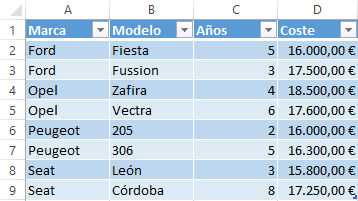 A B C D
1 Marca Modelo Años Coste
2 Ford Fiesta 5 16.000,00 €
3 Ford Fussion 3 17.500,00 €
4 Opel Zafira 4 18.500,00 €
5 Opel Vectra 6 17.600,00 €
6 Peugeot 205 2 16.000,00 €
7 Peugeot 306 5 16.300,00 €
8 Seat León 3 15.800,00 €
9 Seat Córdoba 8 17.250,00 €